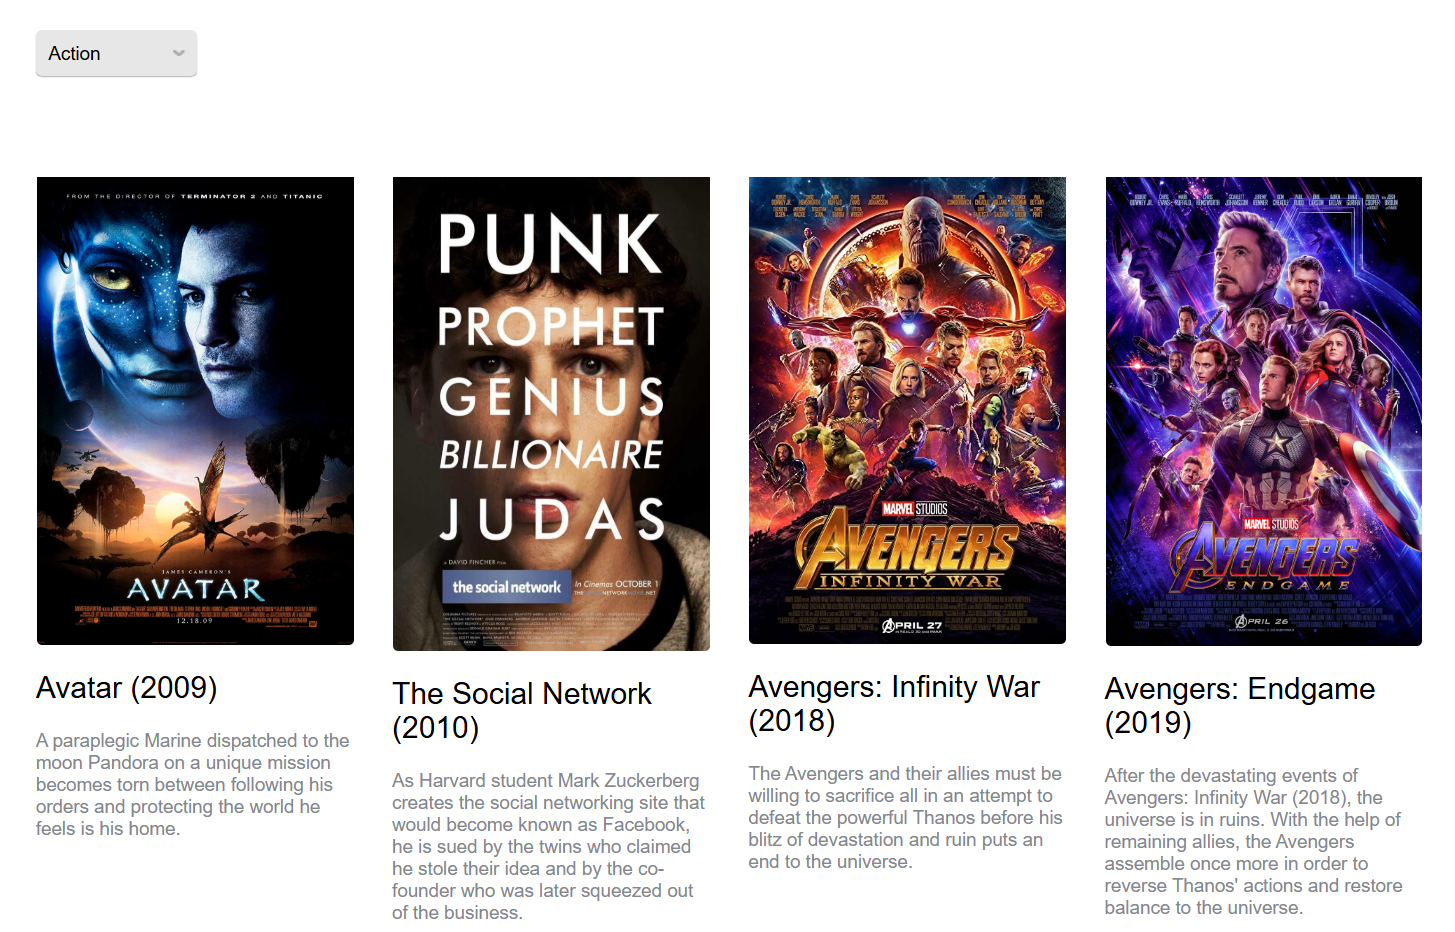 Action
FROM THE DIRECTOR OF TERMINATOR 2 AND TITANIC
JAMES CAMERON'S
AVATAR
12.18.09
Avatar (2009)
A paraplegic Marine dispatched to the
moon Pandora on a unique mission
becomes torn between following his
orders and protecting the world he
feels is his home.
PUNK
PROPHET
GENIUS
BILLIONAIRE
JUDAS
A DAVID FINCHER FILM
the social network
In Cinemas OCTOBER 1
The Social Network
(2010)
As Harvard student Mark Zuckerberg
creates the social networking site that
would become known as Facebook,
he is sued by the twins who claimed
he stole their idea and by the co-
founder who was later squeezed out
of the business.
MARVEL STUDIOS
AVENGERS
INFINITY WAR
APRIL 27
IN REAL D 3D AND IMAX
Avengers: Infinity War
(2018)
The Avengers and their allies must be
willing to sacrifice all in an attempt to
defeat the powerful Thanos before his
blitz of devastation and ruin puts an
end to the universe.
MARVEL STUDIOS
AVENGERS
ENDGAME
APRIL 26
Avengers: Endgame
(2019)
After the devastating events of
Avengers: Infinity War (2018), the
universe is in ruins. With the help of
remaining allies, the Avengers
assemble once more in order to
reverse Thanos' actions and restore
balance to the universe.